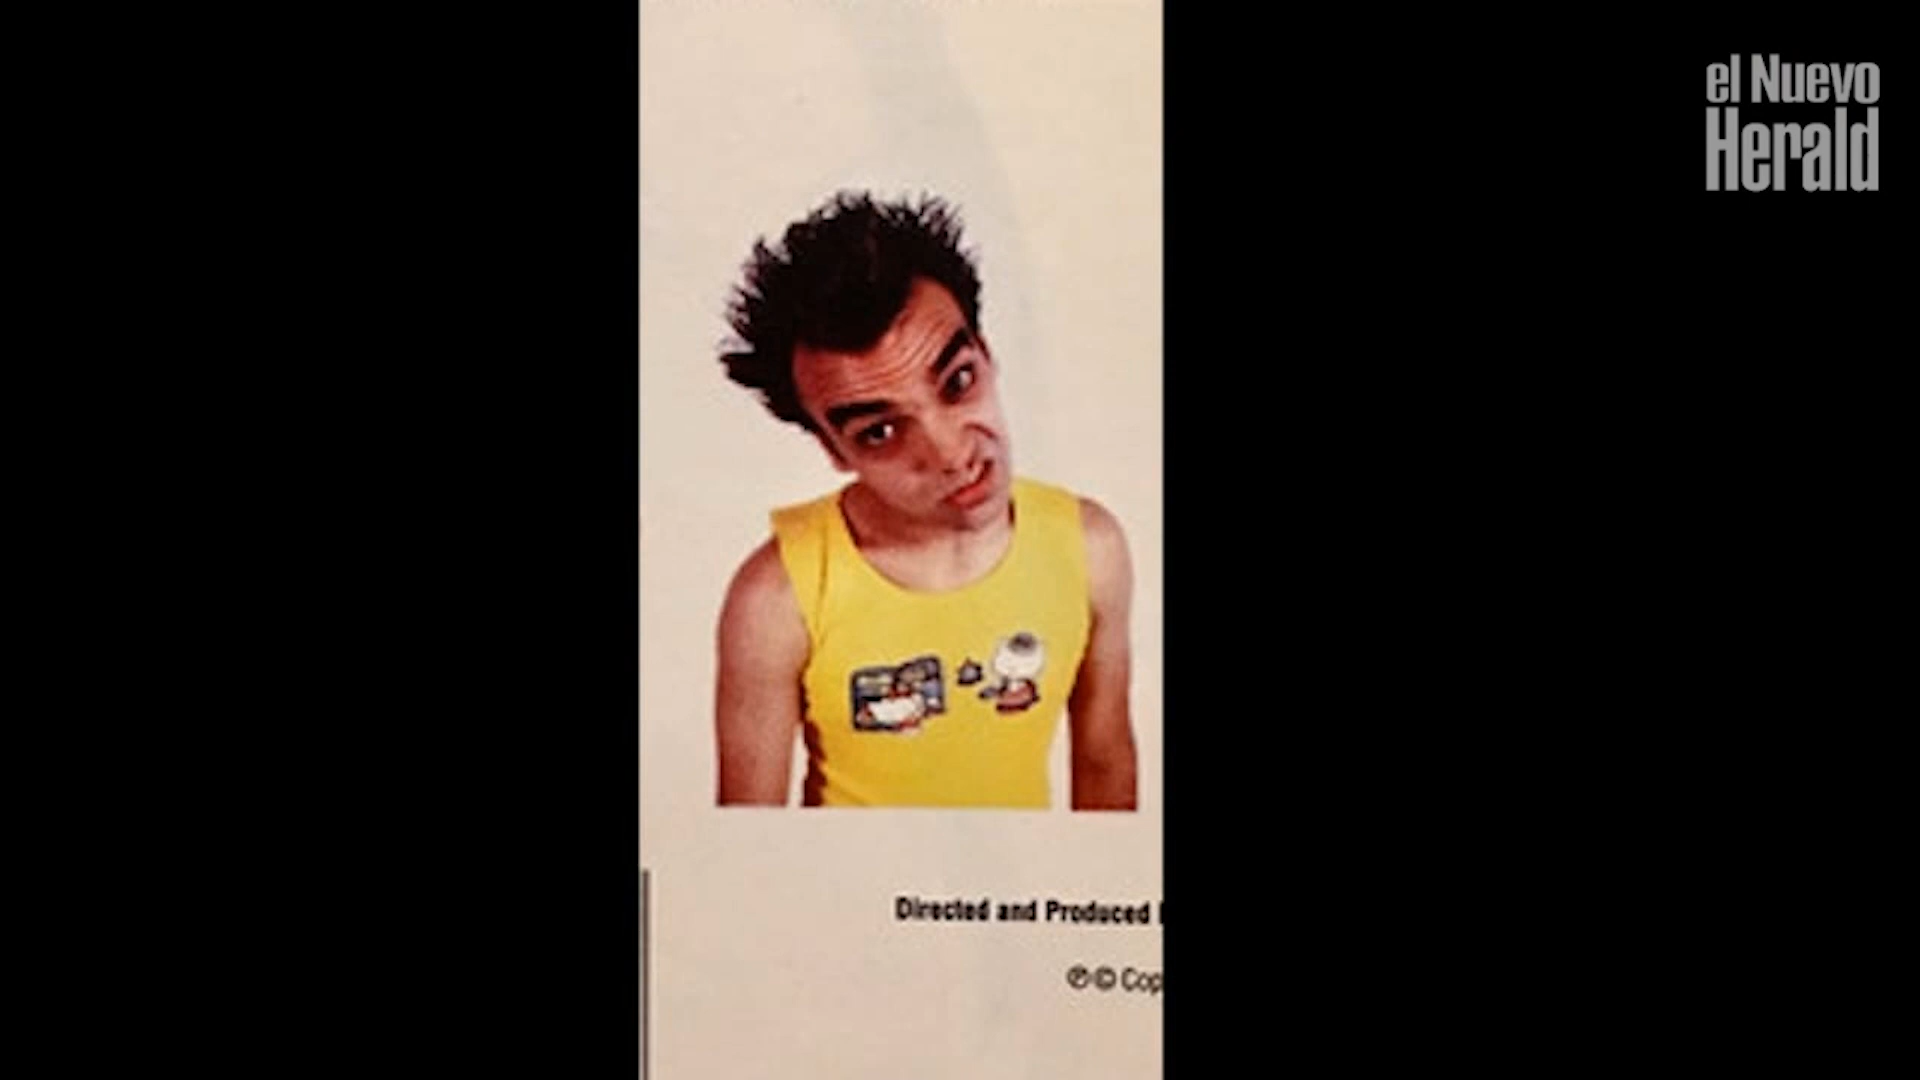 el Nuevo
Herald
Directed and Produced
℗© Cop